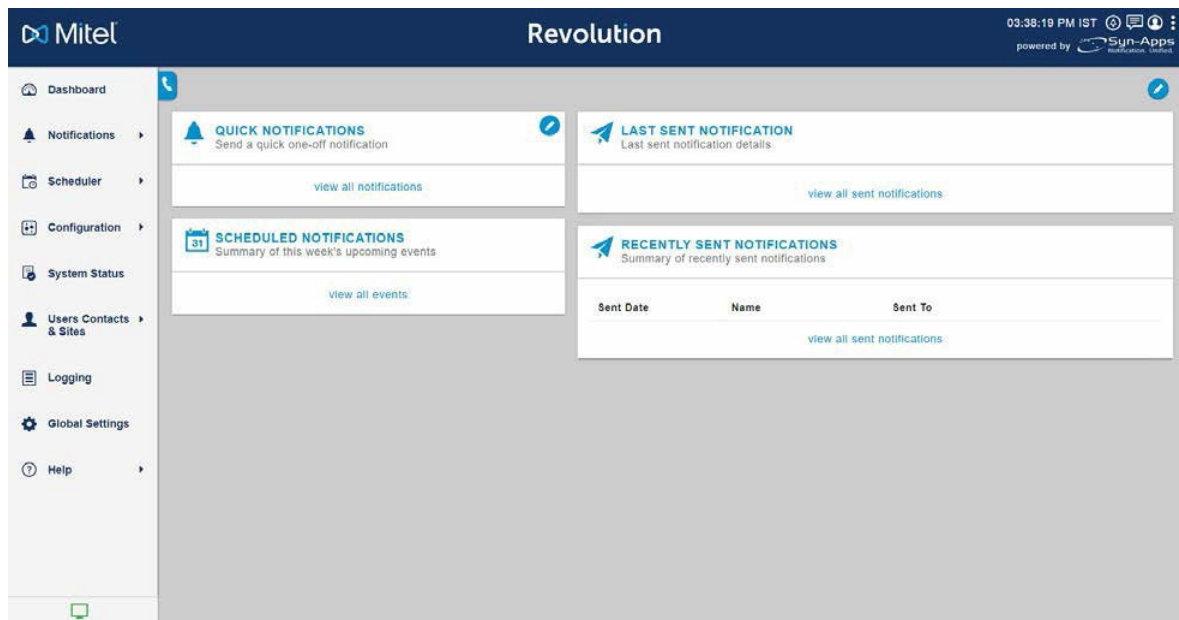 Mitel
Revolution
03:38:19 PM IST
powered by Syn-Apps
Notification. Unified.
Dashboard
Notifications
Scheduler
Configuration
System Status
Users Contacts
& Sites
Logging
Global Settings
Help
QUICK NOTIFICATIONS
Send a quick one-off notification
view all notifications
31
SCHEDULED NOTIFICATIONS
Summary of this week's upcoming events
view all events
LAST SENT NOTIFICATION
Last sent notification details
view all sent notifications
RECENTLY SENT NOTIFICATIONS
Summary of recently sent notifications
Sent Date Name Sent To
view all sent notifications